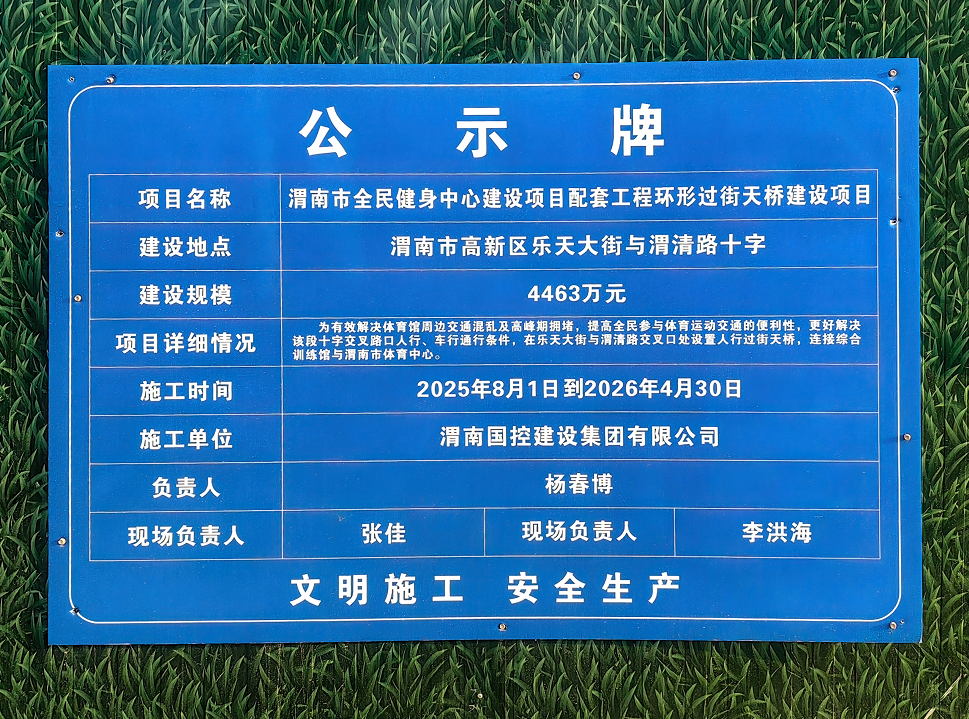 公示牌
项目名称 渭南市全民健身中心建设项目配套工程环形过街天桥建设项目
建设地点 渭南市高新区乐天大街与渭清路十字
建设规模 4463万元
项目详细情况
为有效解决体育馆周边交通混乱及高峰期拥堵，提高全民参与体育运动交通的便利性，更好解决
该段十字交叉路口人行、车行通行条件，在乐天大街与渭清路交叉口处设置人行过街天桥，连接综合
训练馆与渭南市体育中心。
施工时间 2025年8月1日到2026年4月30日
施工单位 渭南国控建设集团有限公司
负责人 杨春博
现场负责人 张佳 现场负责人 李洪海
文明施工 安全生产